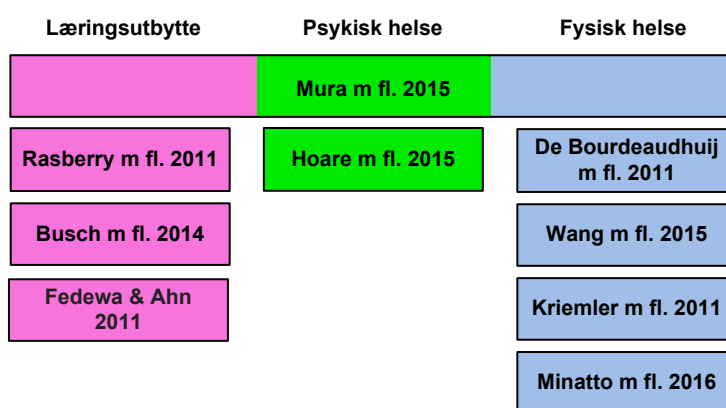 Læringsutbytte
Psykisk helse
Fysisk helse
Mura m fl. 2015
Rasberry m fl. 2011
Hoare m fl. 2015
De Bourdeaudhuij
m fl. 2011
Busch m fl. 2014
Wang m fl. 2015
Fedewa & Ahn
2011
Kriemler m fl. 2011
Minatto m fl. 2016